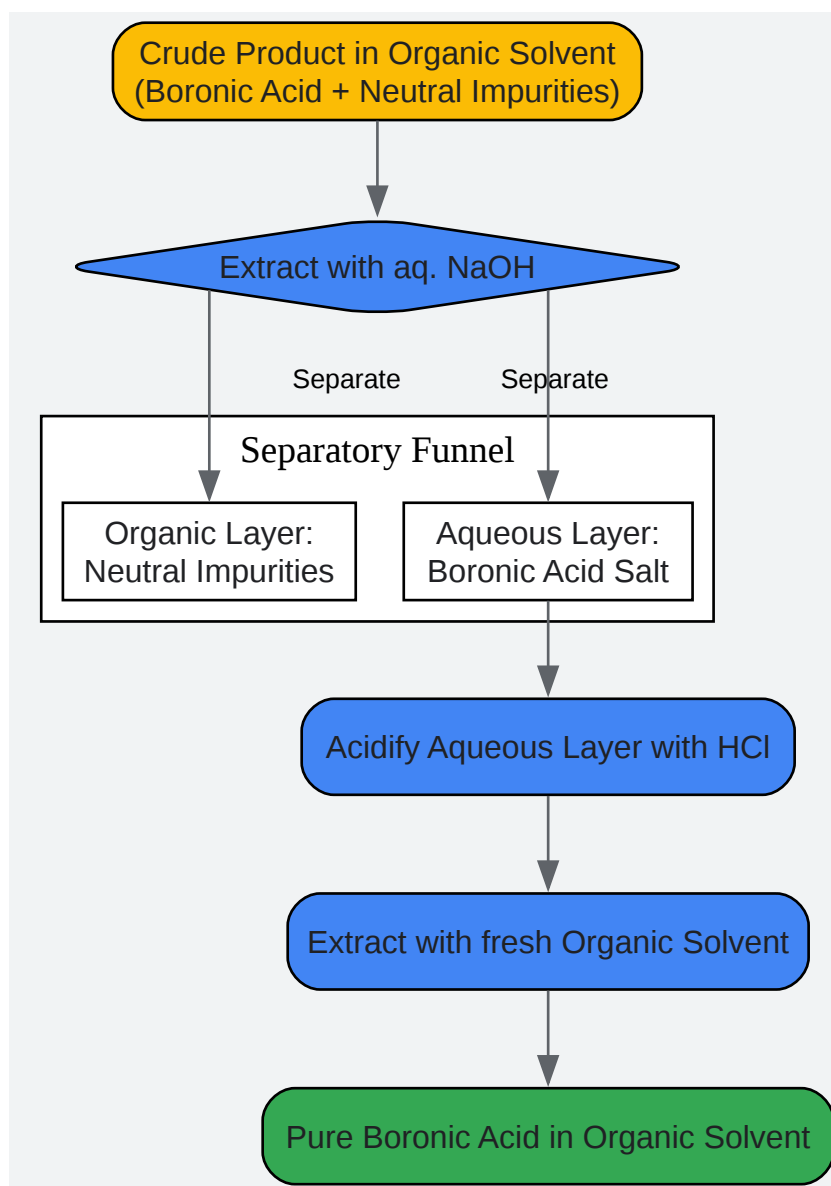 Crude Product in Organic Solvent
(Boronic Acid + Neutral Impurities)
Extract with aq. NaOH
Separate
Separate
Separatory Funnel
Organic Layer:
Neutral Impurities
Aqueous Layer:
Boronic Acid Salt
Acidify Aqueous Layer with HCl
Extract with fresh Organic Solvent
Pure Boronic Acid in Organic Solvent